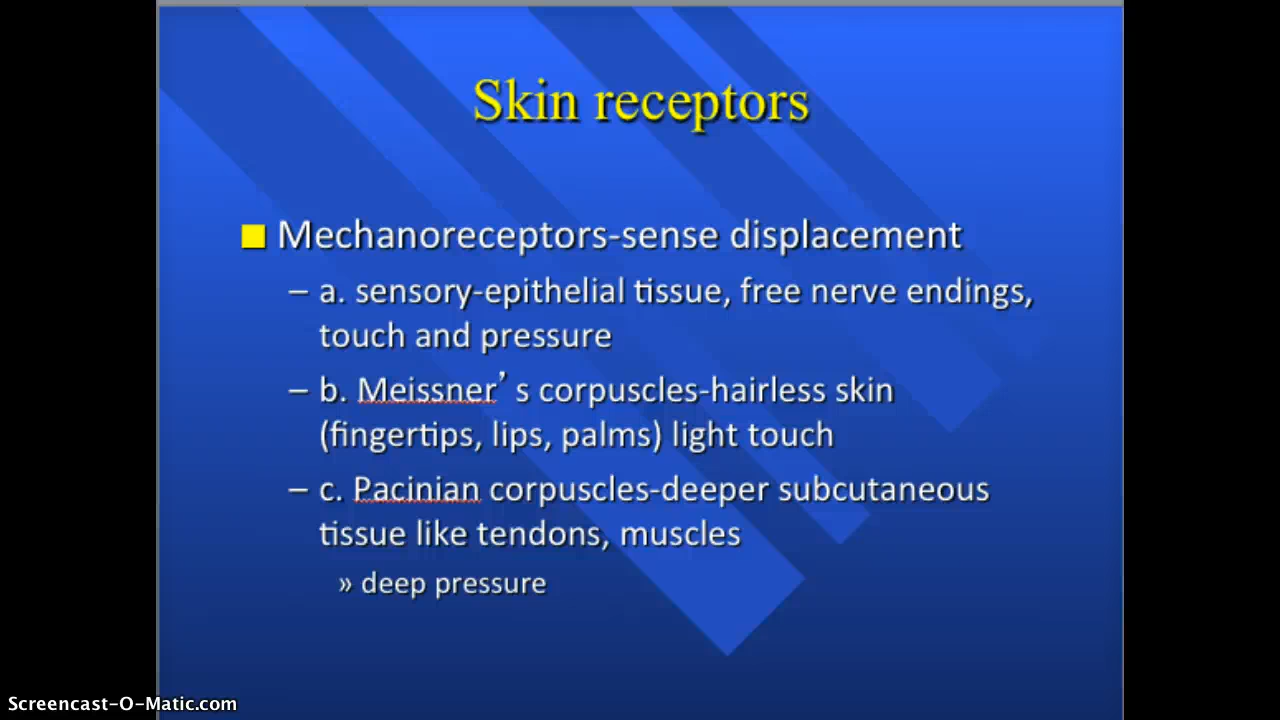 Skin receptors
Mechanoreceptors-sense displacement
– a. sensory-epithelial tissue, free nerve endings,
touch and pressure
– b. Meissner’ s corpuscles-hairless skin
(fingertips, lips, palms) light touch
– c. Pacinian corpuscles-deeper subcutaneous
tissue like tendons, muscles
» deep pressure
Screencast-O-Matic.com